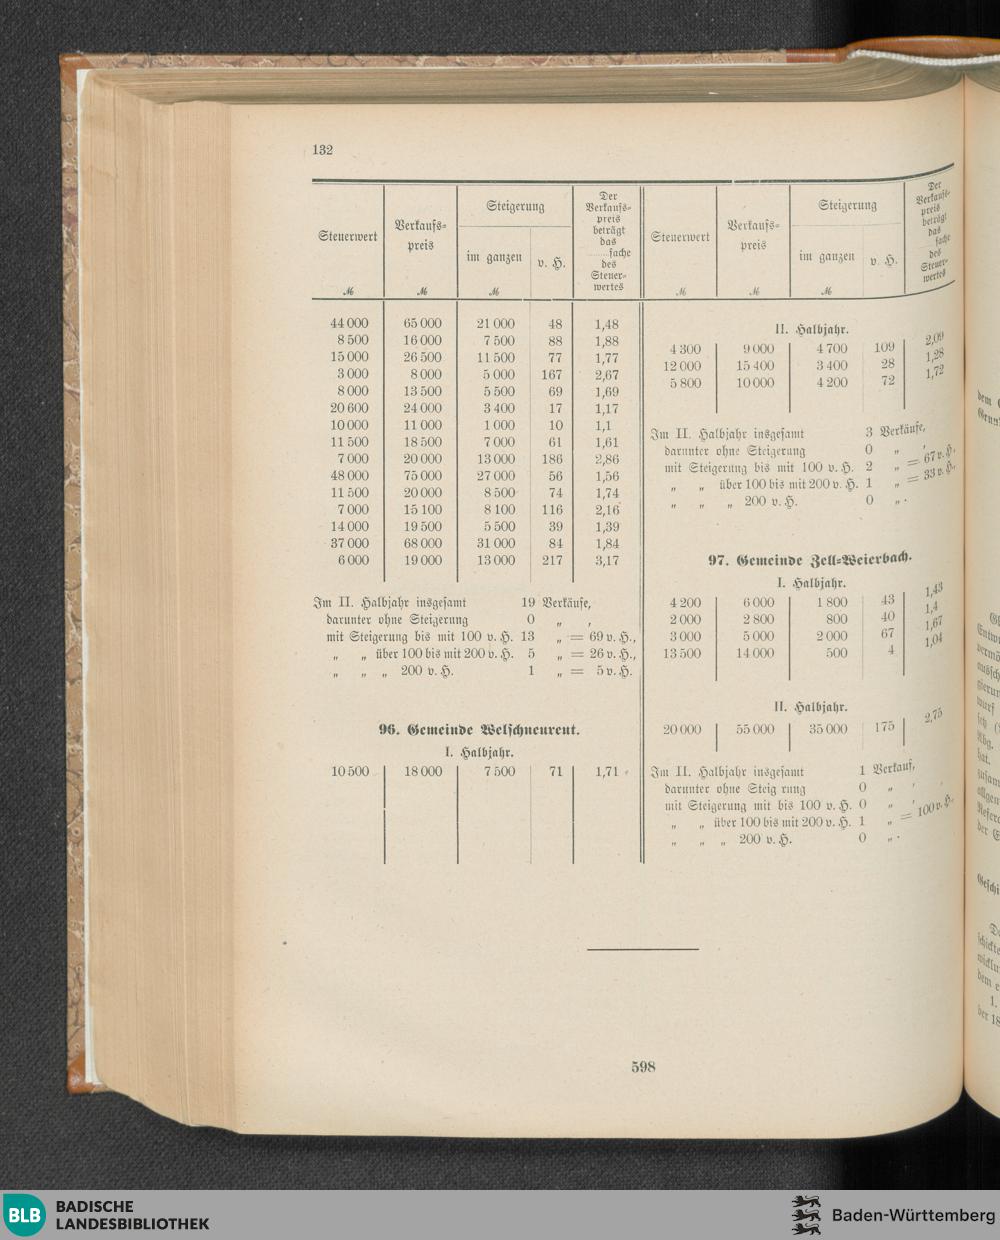 132
Steuerwert
ℳ
Verkaufs-
preis
ℳ
Steigerung
im ganzen
ℳ
v. H.
Der
Verkaufs-
preis
beträgt
das
......fache
des
Steuer-
wertes
44 000 65 000 21 000 48 1,48
8 500 16 000 7 500 88 1,88
15 000 26 500 11 500 77 1,77
3 000 8 000 5 000 167 2,67
8 000 13 500 5 500 69 1,69
20 600 24 000 3 400 17 1,17
10 000 11 000 1 000 10 1,1
11 500 18 500 7 000 61 1,61
7 000 20 000 13 000 186 2,86
48 000 75 000 27 000 56 1,56
11 500 20 000 8 500 74 1,74
7 000 15 100 8 100 116 2,16
14 000 19 500 5 500 39 1,39
37 000 68 000 31 000 84 1,84
6 000 19 000 13 000 217 3,17
Im II. Halbjahr insgesamt 19 Verkäufe,
darunter ohne Steigerung 0 „ ,
mit Steigerung bis mit 100 v. H. 13 „ = 69 v. H.,
„ „ über 100 bis mit 200 v. H. 5 „ = 26 v. H.,
„ „ „ 200 v. H. 1 „ = 5 v. H.
96. Gemeinde Welschneureut.
I. Halbjahr.
10 500 18 000 7 500 71 1,71
Steuerwert
ℳ
Verkaufs-
preis
ℳ
Steigerung
im ganzen
ℳ
v. H.
Der
Verkaufs-
preis
beträgt
das
......fache
des
Steuer-
wertes
II. Halbjahr.
4 300 9 000 4 700 109 2,09
12 000 15 400 3 400 28 1,28
5 800 10 000 4 200 72 1,72
Im II. Halbjahr insgesamt 3 Verkäufe,
darunter ohne Steigerung 0 „ ,
mit Steigerung bis mit 100 v. H. 2 „ = 67 v. H.,
„ „ über 100 bis mit 200 v. H. 1 „ = 33 v. H.,
„ „ „ 200 v. H. 0 „ .
97. Gemeinde Zell-Weierbach.
I. Halbjahr.
4 200 6 000 1 800 43 1,43
2 000 2 800 800 40 1,4
3 000 5 000 2 000 67 1,67
13 500 14 000 500 4 1,04
II. Halbjahr.
20 000 55 000 35 000 175 2,75
Im II. Halbjahr insgesamt 1 Verkauf,
darunter ohne Steig rung 0 „ ,
mit Steigerung mit bis 100 v. H. 0 „ ,
„ „ über 100 bis mit 200 v. H. 1 „ = 100 v. H.,
„ „ „ 200 v. H. 0 „ .
598
BLB
BADISCHE
LANDESBIBLIOTHEK
Baden-Württemberg